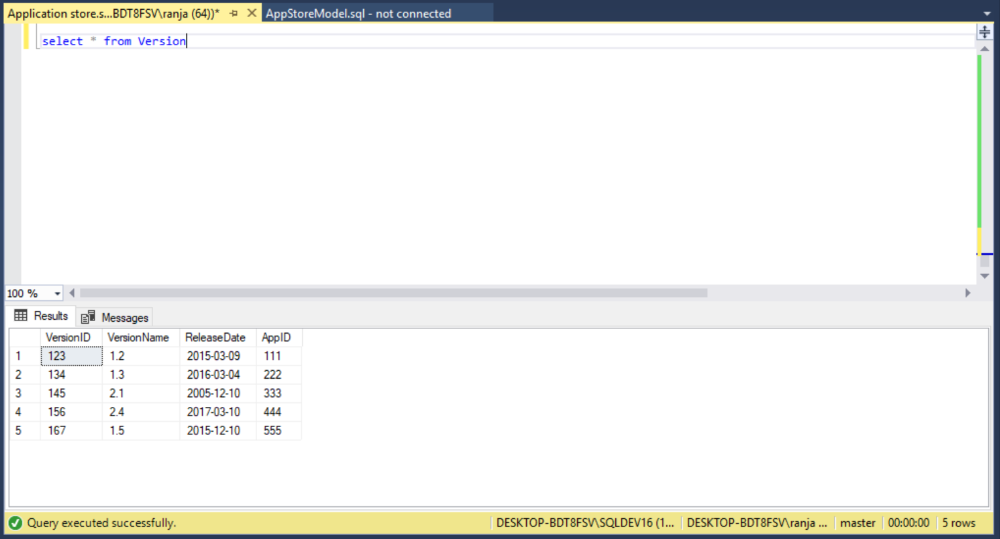 Application store.s...BDT8FSV\ranja (64))* AppStoreModel.sql - not connected
select * from Version
100 %
Results Messages
VersionID VersionName ReleaseDate AppID
1 123 1.2 2015-03-09 111
2 134 1.3 2016-03-04 222
3 145 2.1 2005-12-10 333
4 156 2.4 2017-03-10 444
5 167 1.5 2015-12-10 555
Query executed successfully. DESKTOP-BDT8FSV\SQLDEV16 (1... DESKTOP-BDT8FSV\ranja ... master 00:00:00 5 rows